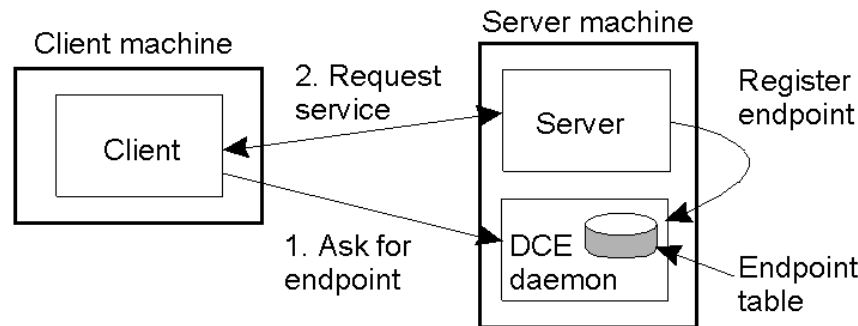 Client machine
Server machine
2. Request
service
Register
endpoint
Client
Server
1. Ask for
endpoint
DCE
daemon
Endpoint
table